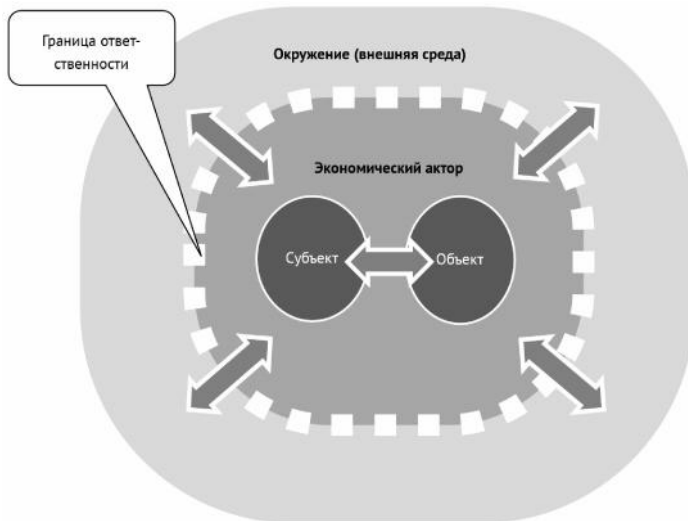 Граница ответ-
ственности
Окружение (внешняя среда)
Экономический актор
Субъект
Объект